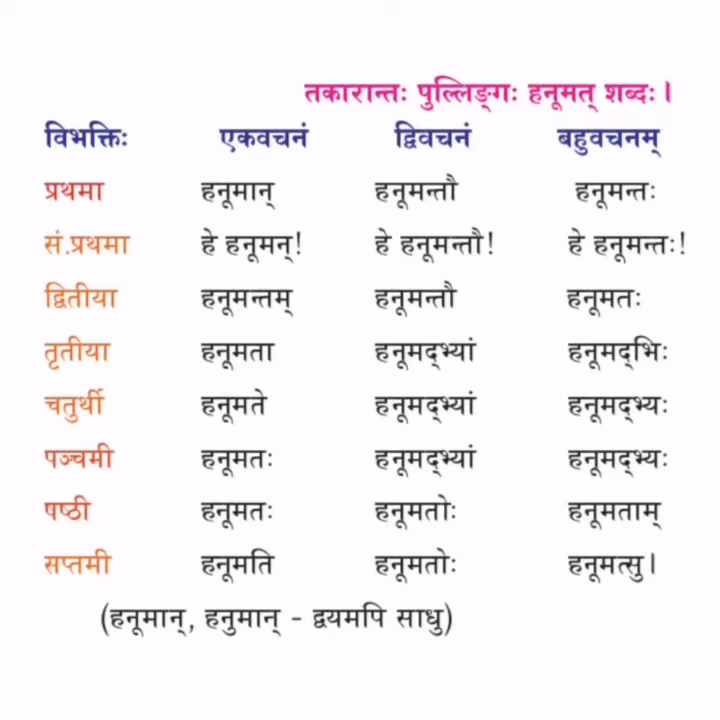 तकारान्तः पुल्लिङ्गः हनूमत् शब्दः।
विभक्तिः एकवचनं द्विवचनं बहुवचनम्
प्रथमा हनूमान् हनूमन्तौ हनूमन्तः
सं.प्रथमा हे हनूमन्! हे हनूमन्तौ! हे हनूमन्तः!
द्वितीया हनूमन्तम् हनूमन्तौ हनूमतः
तृतीया हनूमता हनूमद्भ्यां हनूमद्भिः
चतुर्थी हनूमते हनूमद्भ्यां हनूमद्भ्यः
पञ्चमी हनूमतः हनूमद्भ्यां हनूमद्भ्यः
षष्ठी हनूमतः हनूमतोः हनूमताम्
सप्तमी हनूमति हनूमतोः हनूमत्सु।
(हनूमान्, हनुमान् - द्वयमपि साधु)